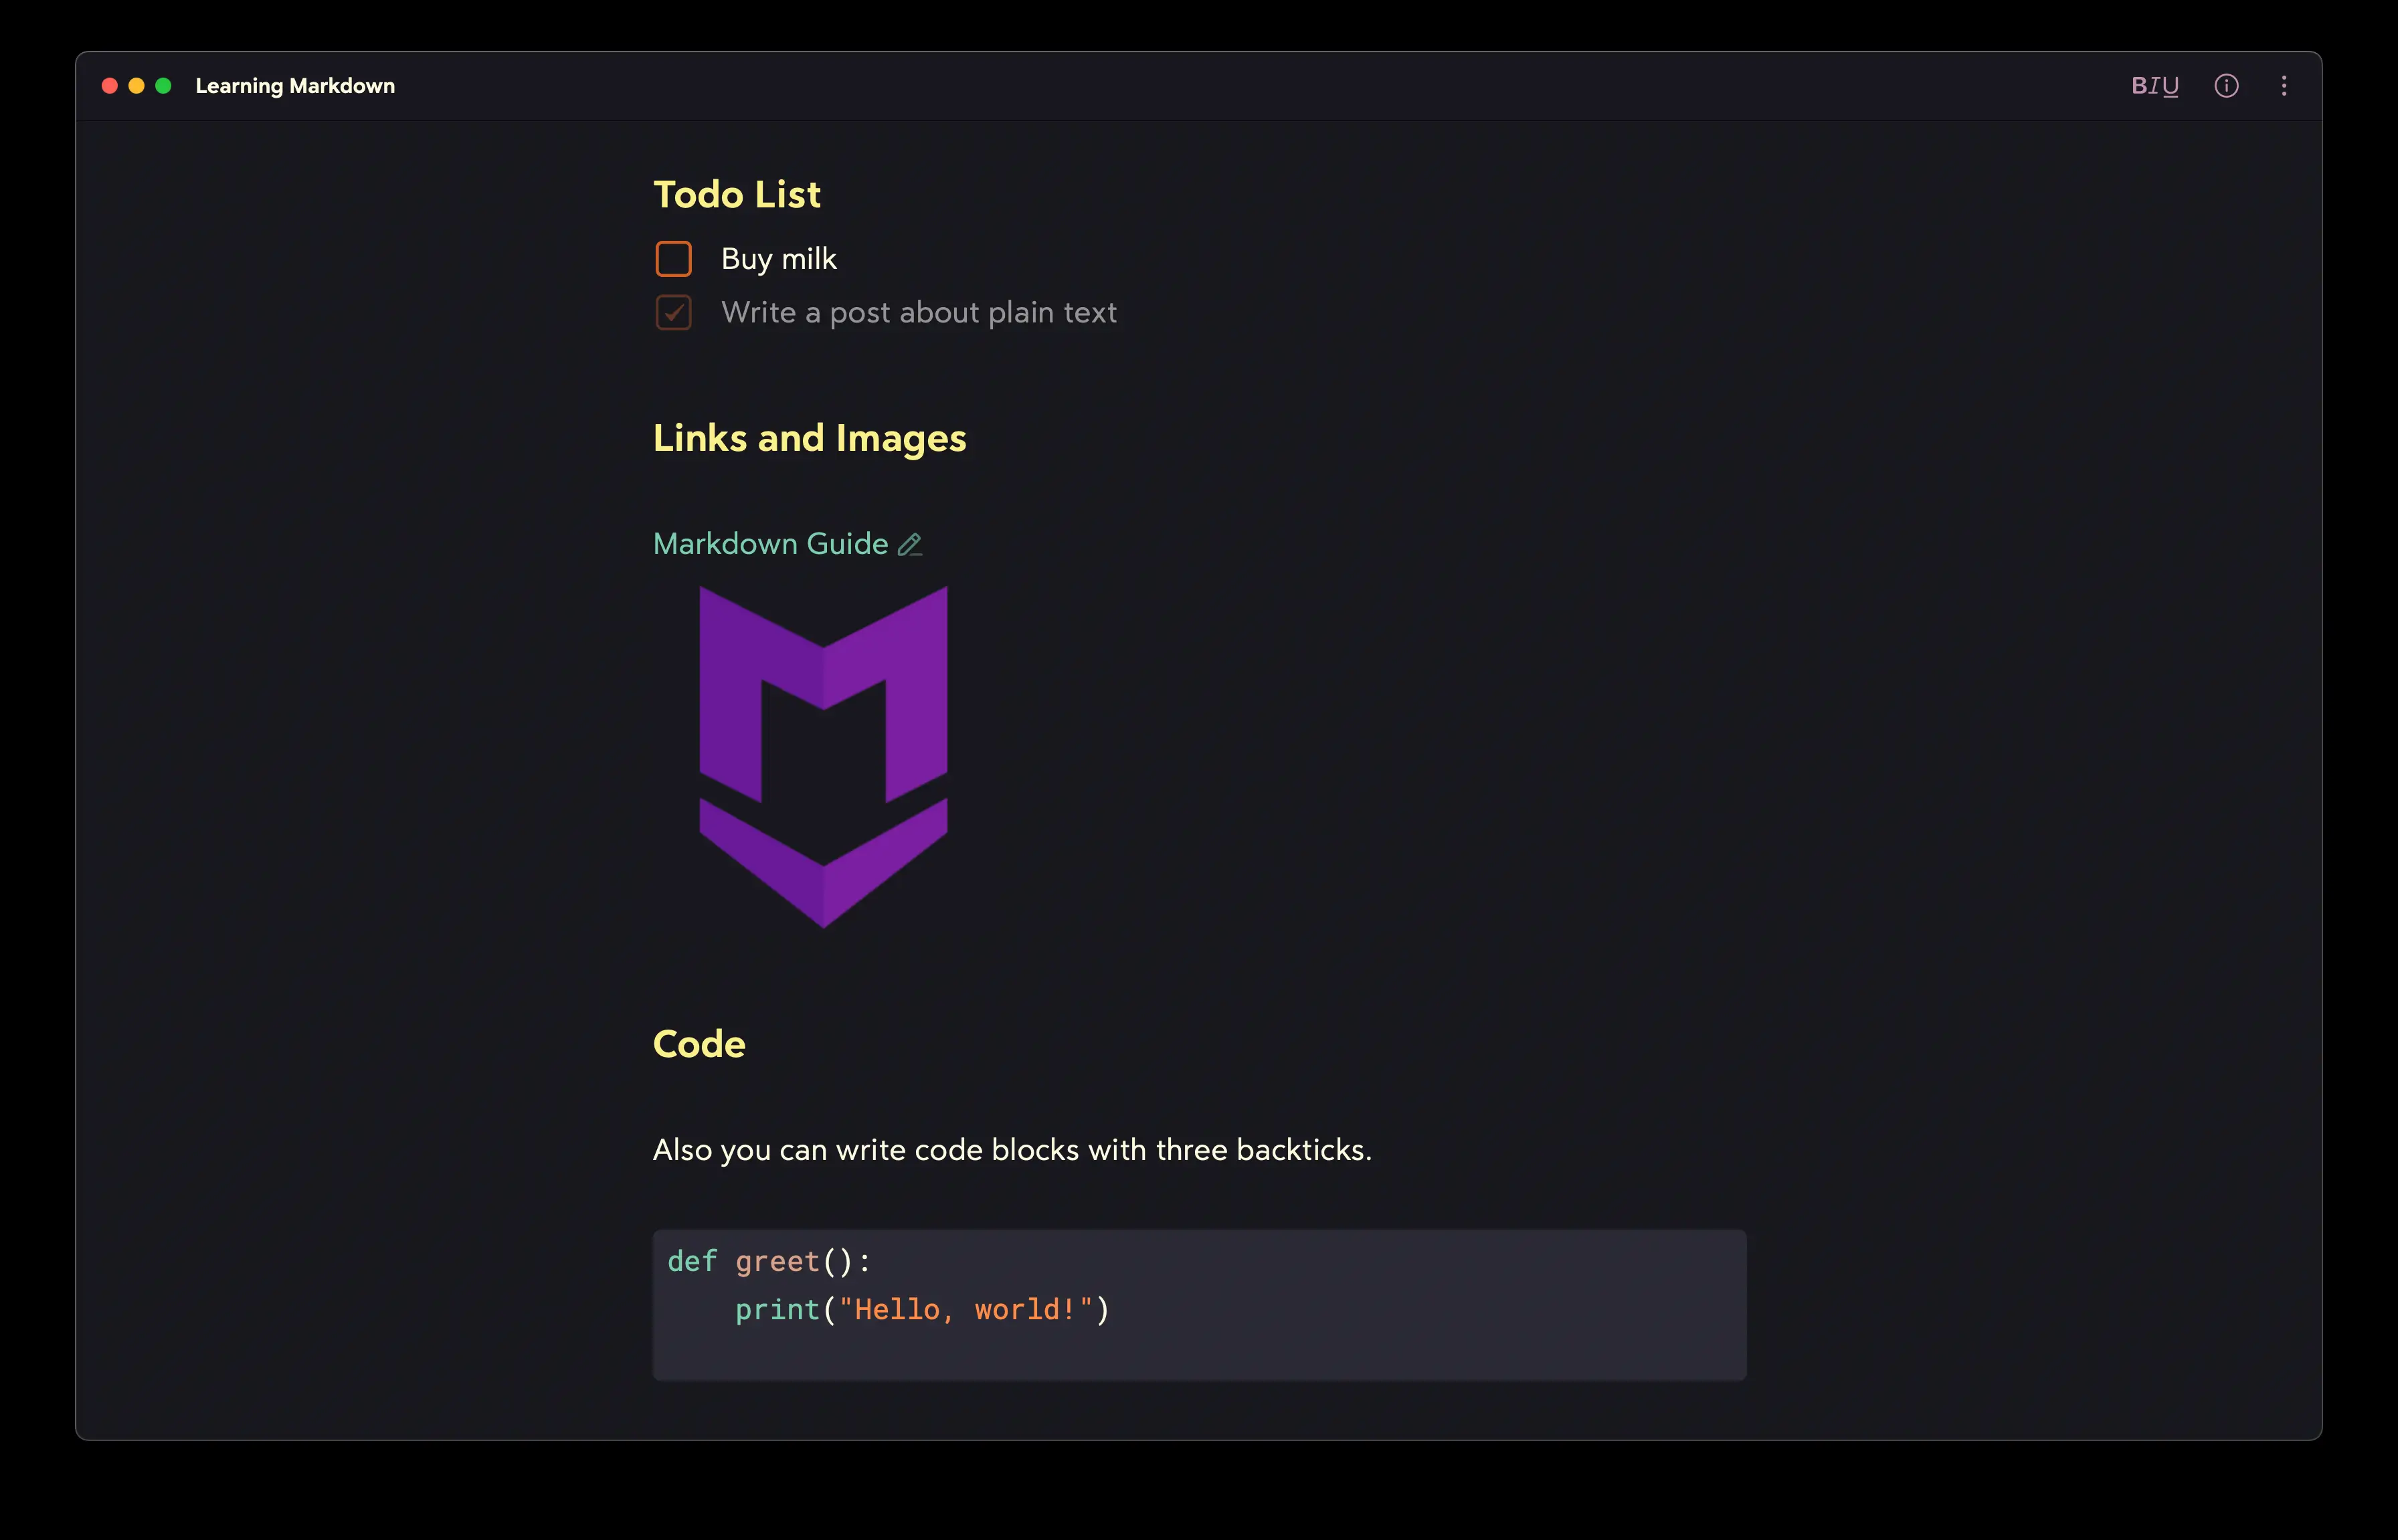 Learning Markdown
BIU
Todo List
Buy milk
Write a post about plain text
Links and Images
Markdown Guide
Code
Also you can write code blocks with three backticks.
def greet():
    print("Hello, world!")